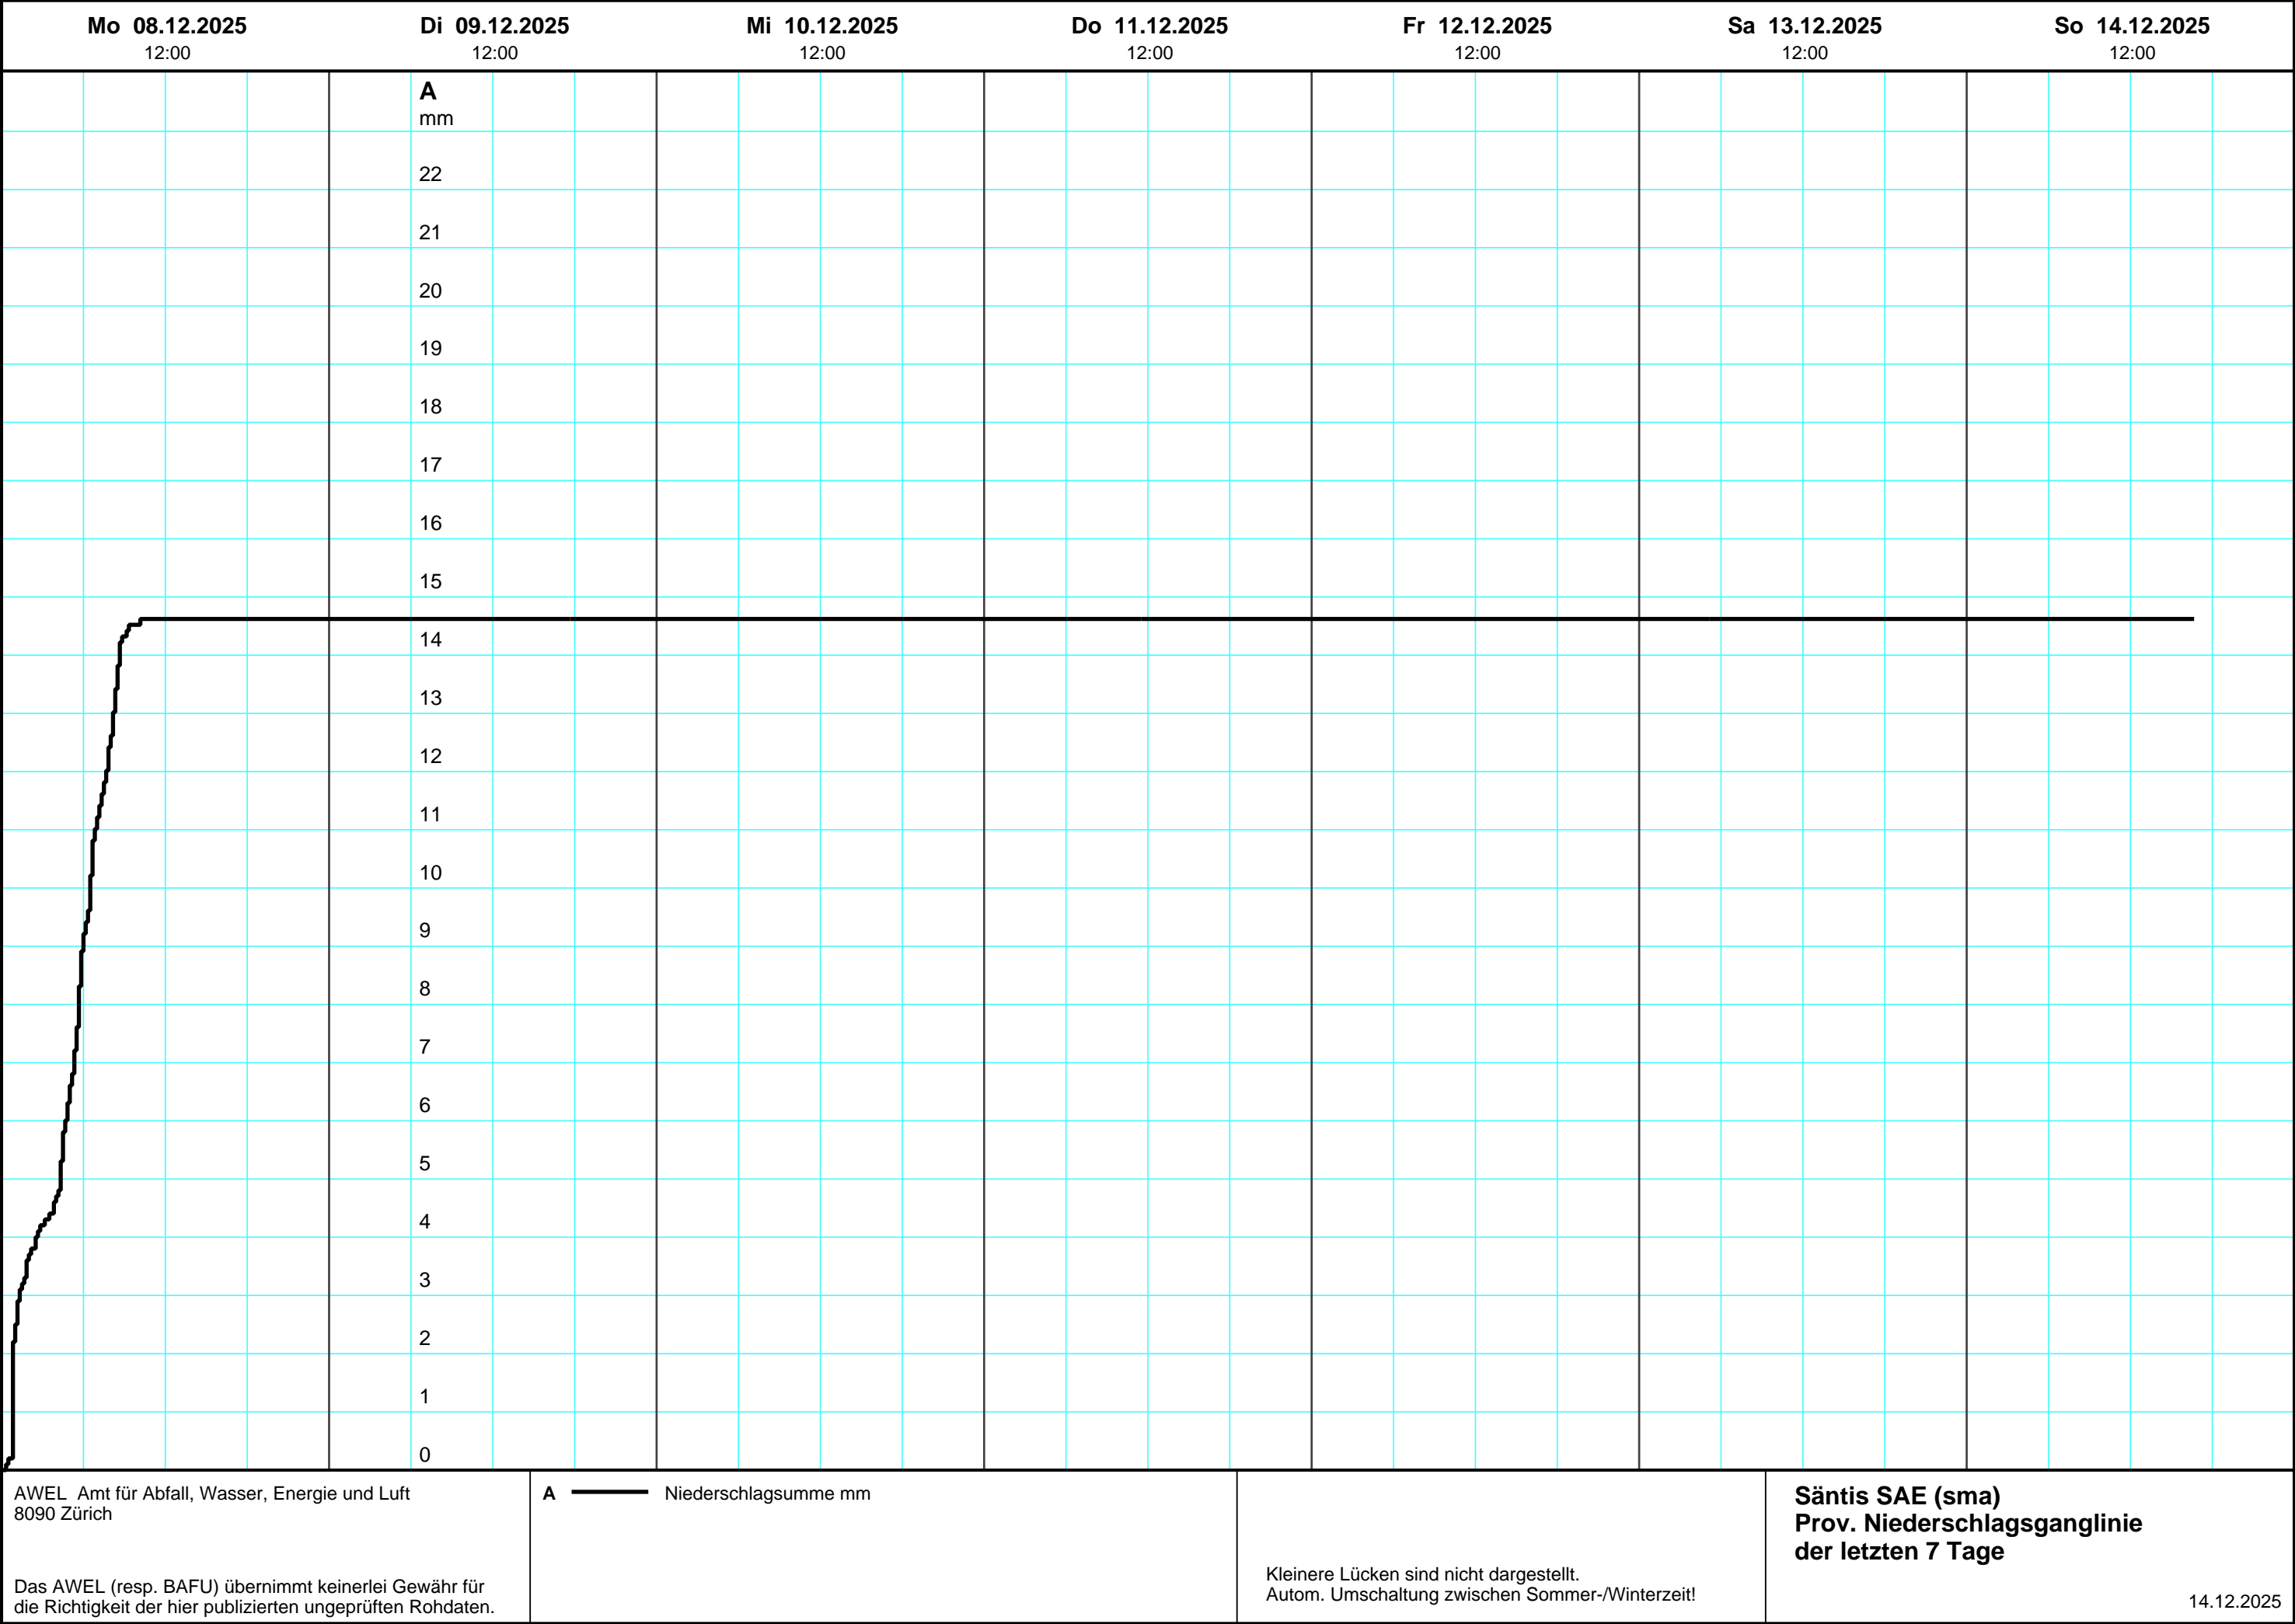 Mo 08.12.2025
12:00
Di 09.12.2025
12:00
Mi 10.12.2025
12:00
Do 11.12.2025
12:00
Fr 12.12.2025
12:00
Sa 13.12.2025
12:00
So 14.12.2025
12:00
A
mm
22
21
20
19
18
17
16
15
14
13
12
11
10
9
8
7
6
5
4
3
2
1
0
AWEL Amt für Abfall, Wasser, Energie und Luft
8090 Zürich
Das AWEL (resp. BAFU) übernimmt keinerlei Gewähr für
die Richtigkeit der hier publizierten ungeprüften Rohdaten.
A Niederschlagsumme mm
Kleinere Lücken sind nicht dargestellt.
Autom. Umschaltung zwischen Sommer-/Winterzeit!
Säntis SAE (sma)
Prov. Niederschlagsganglinie
der letzten 7 Tage
14.12.2025